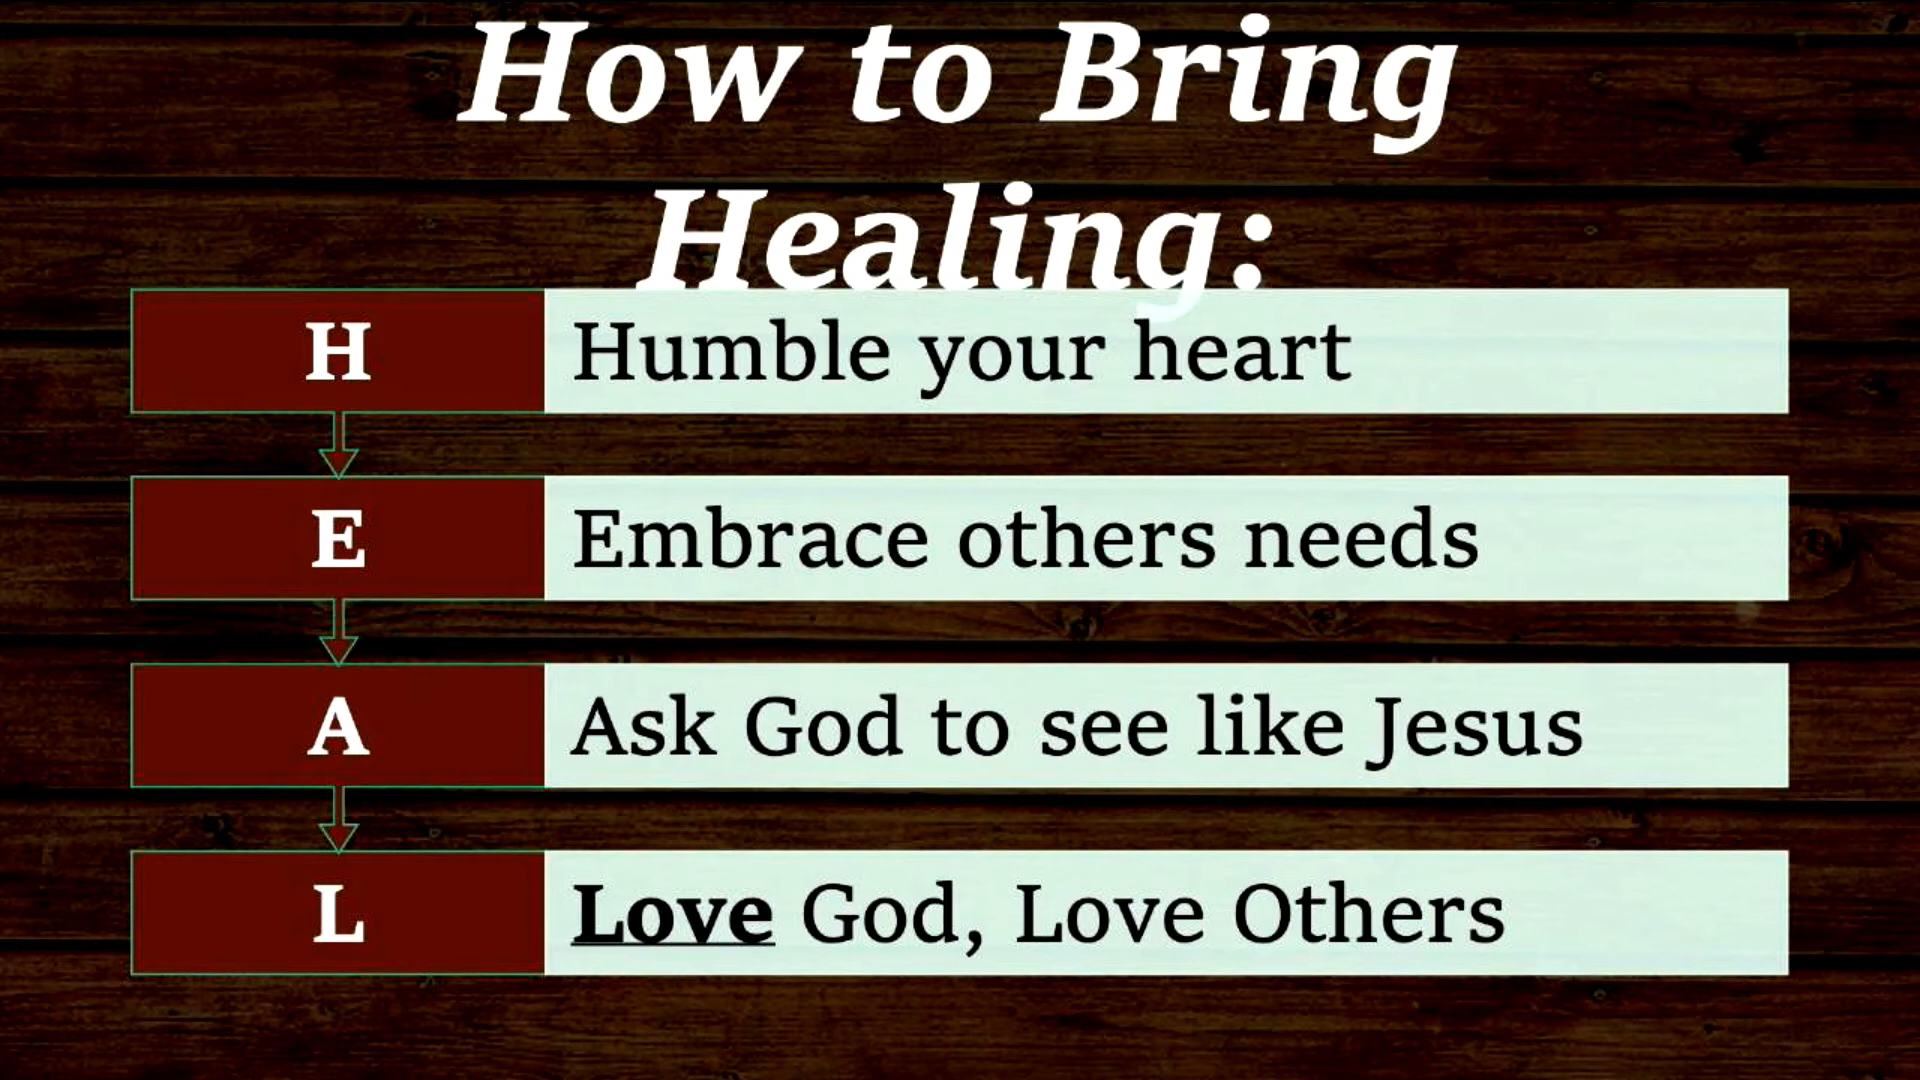 How to Bring
Healing:
H Humble your heart
E Embrace others needs
A Ask God to see like Jesus
L Love God, Love Others